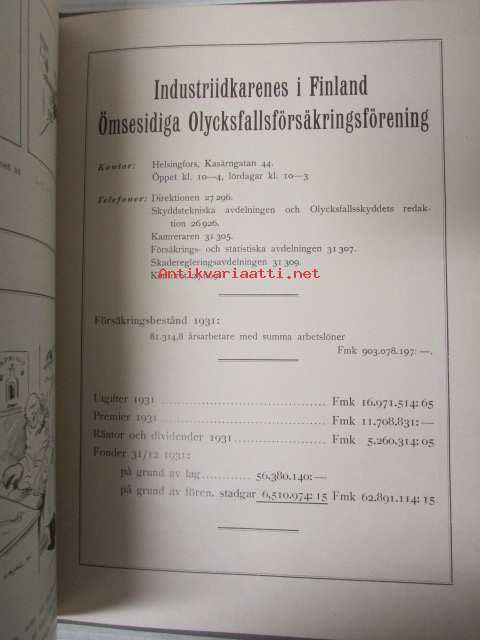 Industriidkarenes i Finland
Ömsesidiga Olycksfallsförsäkringsförening
Kontor: Helsingfors, Kasärngatan 44.
Öppet kl. 10—4, lördagar kl. 10—3
Telefoner: Direktionen 27 296.
Skyddstekniska avdelningen och Olycksfallsskyddets redak-
tion 26 926.
Kamreraren 31 305.
Försäkrings- och statistiska avdelningen 31 307.
Skaderegleringsavdelningen 31 309.
Antikvariaatti.net
Försäkringsbestånd 1931:
81.314,8 årsarbetare med summa arbetslöner
Fmk 903.078.197: —.
Utgifter 1931 Fmk 16.971.514: 65
Premier 1931 Fmk 11.708.831: —
Räntor och dividender 1931 Fmk 5.260.314: 05
Fonder 31/12 1931:
på grund av lag 56.380.140: —
på grund av fören. stadgar 6.510.974: 15 Fmk 62.891.114: 15